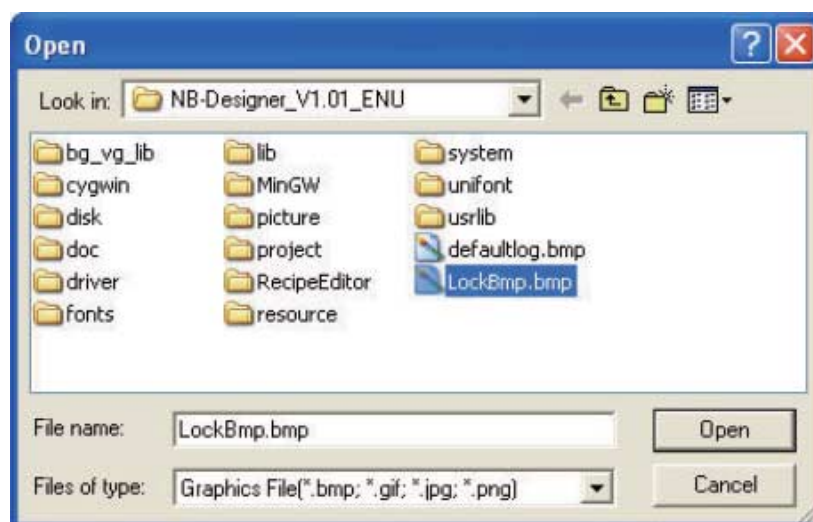 Open
Look in: NB-Designer_V1.01_ENU
bg_vg_lib
cygwin
disk
doc
driver
fonts
lib
MinGW
picture
project
RecipeEditor
resource
system
unifont
usrlib
defaultlog.bmp
LockBmp.bmp
File name: LockBmp.bmp
Open
Files of type: Graphics File(*.bmp; *.gif; *.jpg; *.png)
Cancel